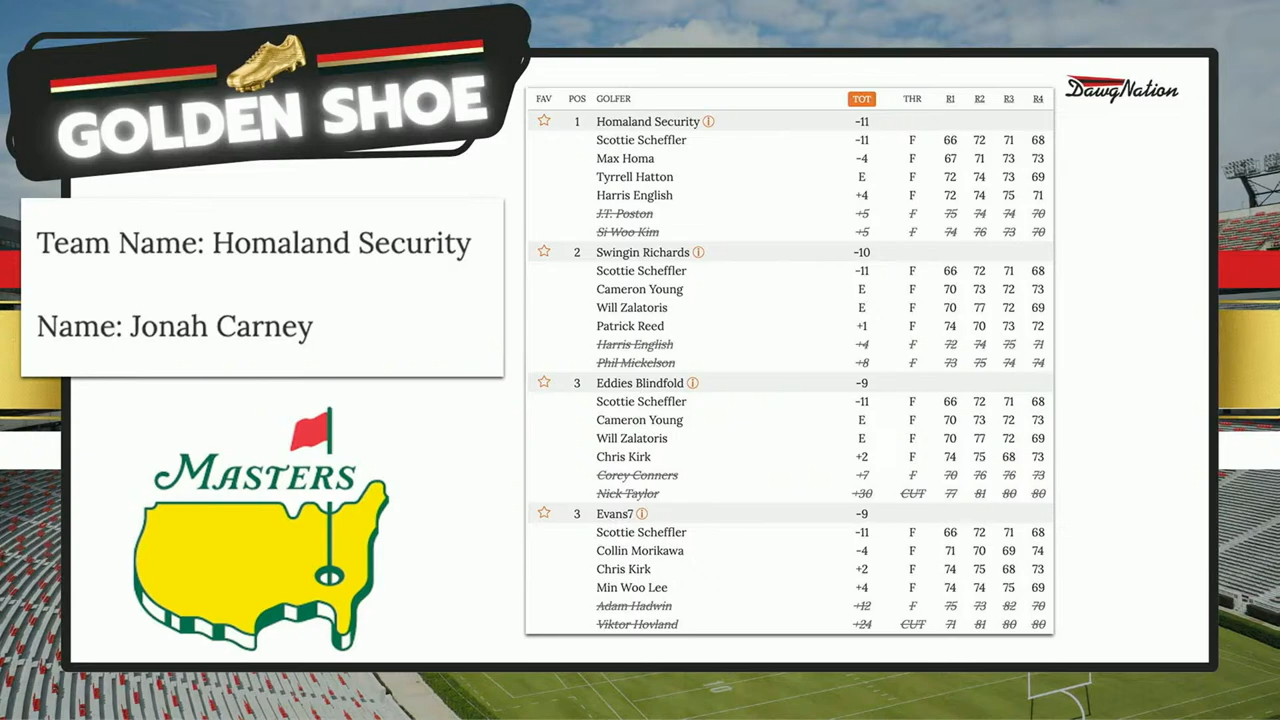 GOLDEN SHOE
DawgNation
Team Name: Homaland Security
Name: Jonah Carney
MASTERS
FAV POS GOLFER TOT THR R1 R2 R3 R4
1 Homaland Security -11
Scottie Scheffler -11 F 66 72 71 68
Max Homa -4 F 67 71 73 73
Tyrrell Hatton E F 72 74 73 69
Harris English +4 F 72 74 75 71
J.T. Poston +5 F 75 74 74 70
Si Woo Kim +5 F 74 76 73 70
2 Swingin Richards -10
Scottie Scheffler -11 F 66 72 71 68
Cameron Young E F 70 73 72 73
Will Zalatoris E F 70 77 72 69
Patrick Reed +1 F 74 70 73 72
Harris English +4 F 72 74 75 71
Phil Mickelson +8 F 73 75 74 74
3 Eddies Blindfold -9
Scottie Scheffler -11 F 66 72 71 68
Cameron Young E F 70 73 72 73
Will Zalatoris E F 70 77 72 69
Chris Kirk +2 F 74 75 68 73
Corey Conners +7 F 70 76 76 73
Nick Taylor +30 CUT 77 81 80 80
3 Evans7 -9
Scottie Scheffler -11 F 66 72 71 68
Collin Morikawa -4 F 71 70 69 74
Chris Kirk +2 F 74 75 68 73
Min Woo Lee +4 F 74 74 75 69
Adam Hadwin +12 F 75 73 82 70
Viktor Hovland +24 CUT 71 81 80 80